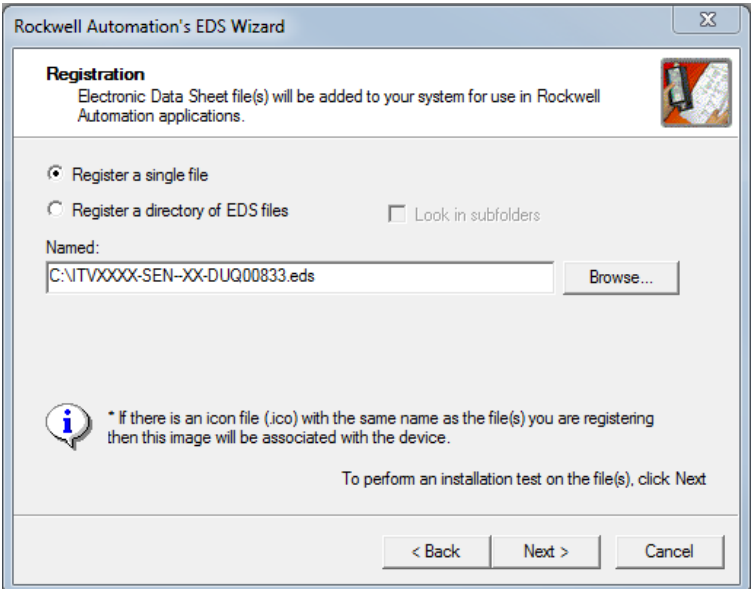 Rockwell Automation's EDS Wizard
Registration
Electronic Data Sheet file(s) will be added to your system for use in Rockwell
Automation applications.
Register a single file
Register a directory of EDS files
Look in subfolders
Named:
C:\ITVXXXX-SEN--XX-DUQ00833.eds
Browse...
* If there is an icon file (.ico) with the same name as the file(s) you are registering
then this image will be associated with the device.
To perform an installation test on the file(s), click Next
< Back
Next >
Cancel